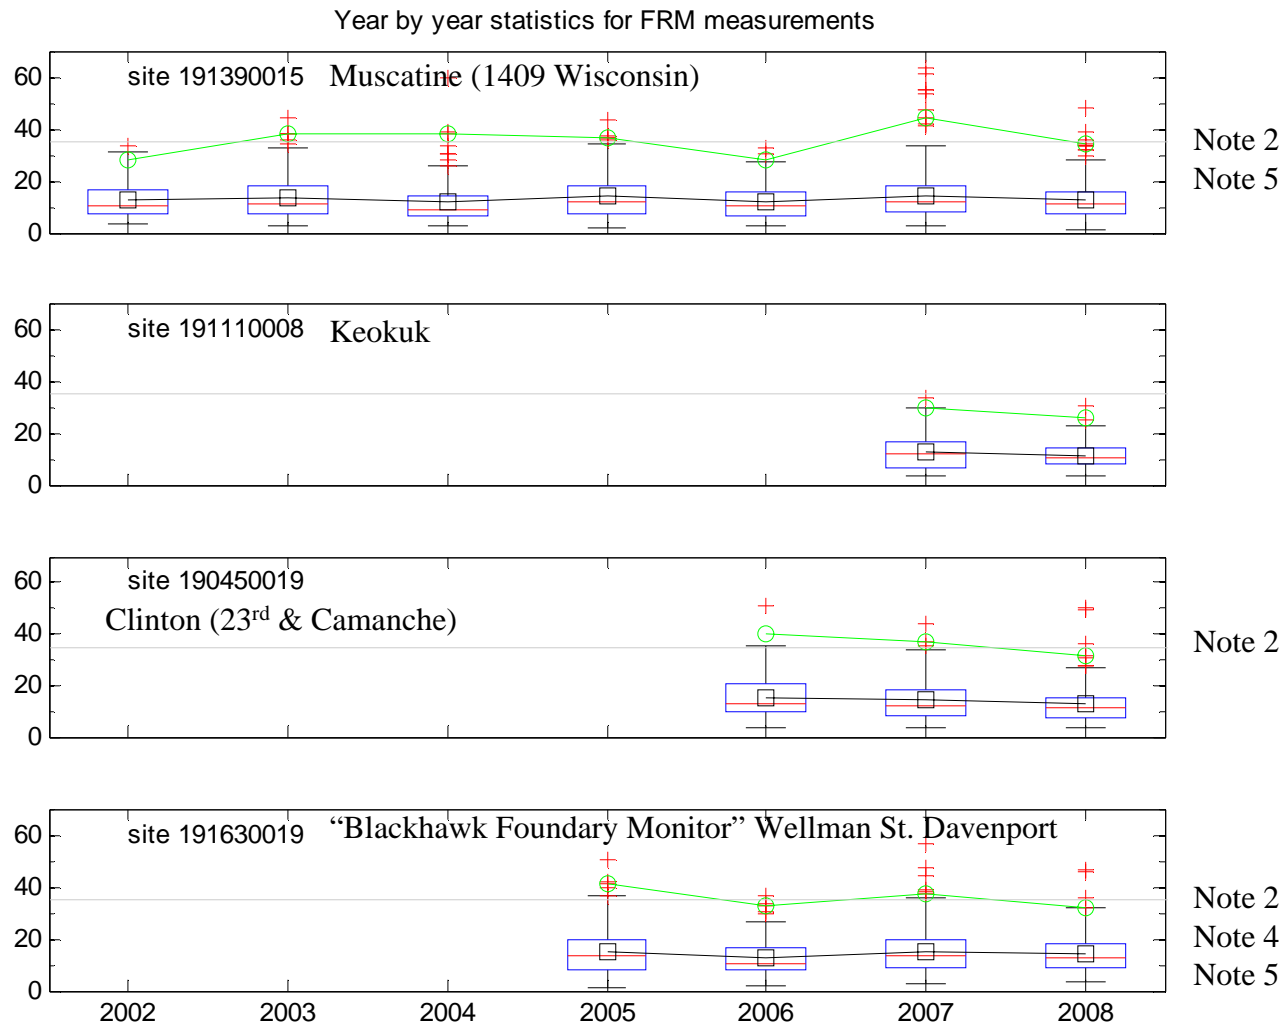 Year by year statistics for FRM measurements
site 191390015 Muscatine (1409 Wisconsin)
60
40
20
0
Note 2
Note 5
site 191110008 Keokuk
60
40
20
0
site 190450019
Clinton (23rd & Camanche)
60
40
20
0
Note 2
site 191630019 “Blackhawk Foundary Monitor” Wellman St. Davenport
60
40
20
0
Note 2
Note 4
Note 5
2002 2003 2004 2005 2006 2007 2008